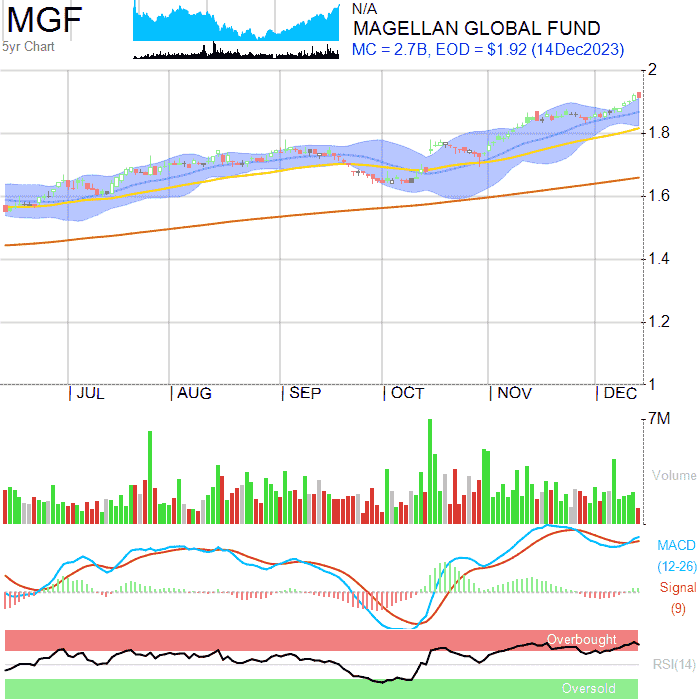 MGF
5yr Chart
N/A
MAGELLAN GLOBAL FUND
MC = 2.7B, EOD = $1.92 (14Dec2023)
2
1.8
1.6
1.4
1.2
1
JUL AUG SEP OCT NOV DEC
7M
Volume
MACD
(12-26)
Signal
(9)
Overbought
RSI(14)
Oversold